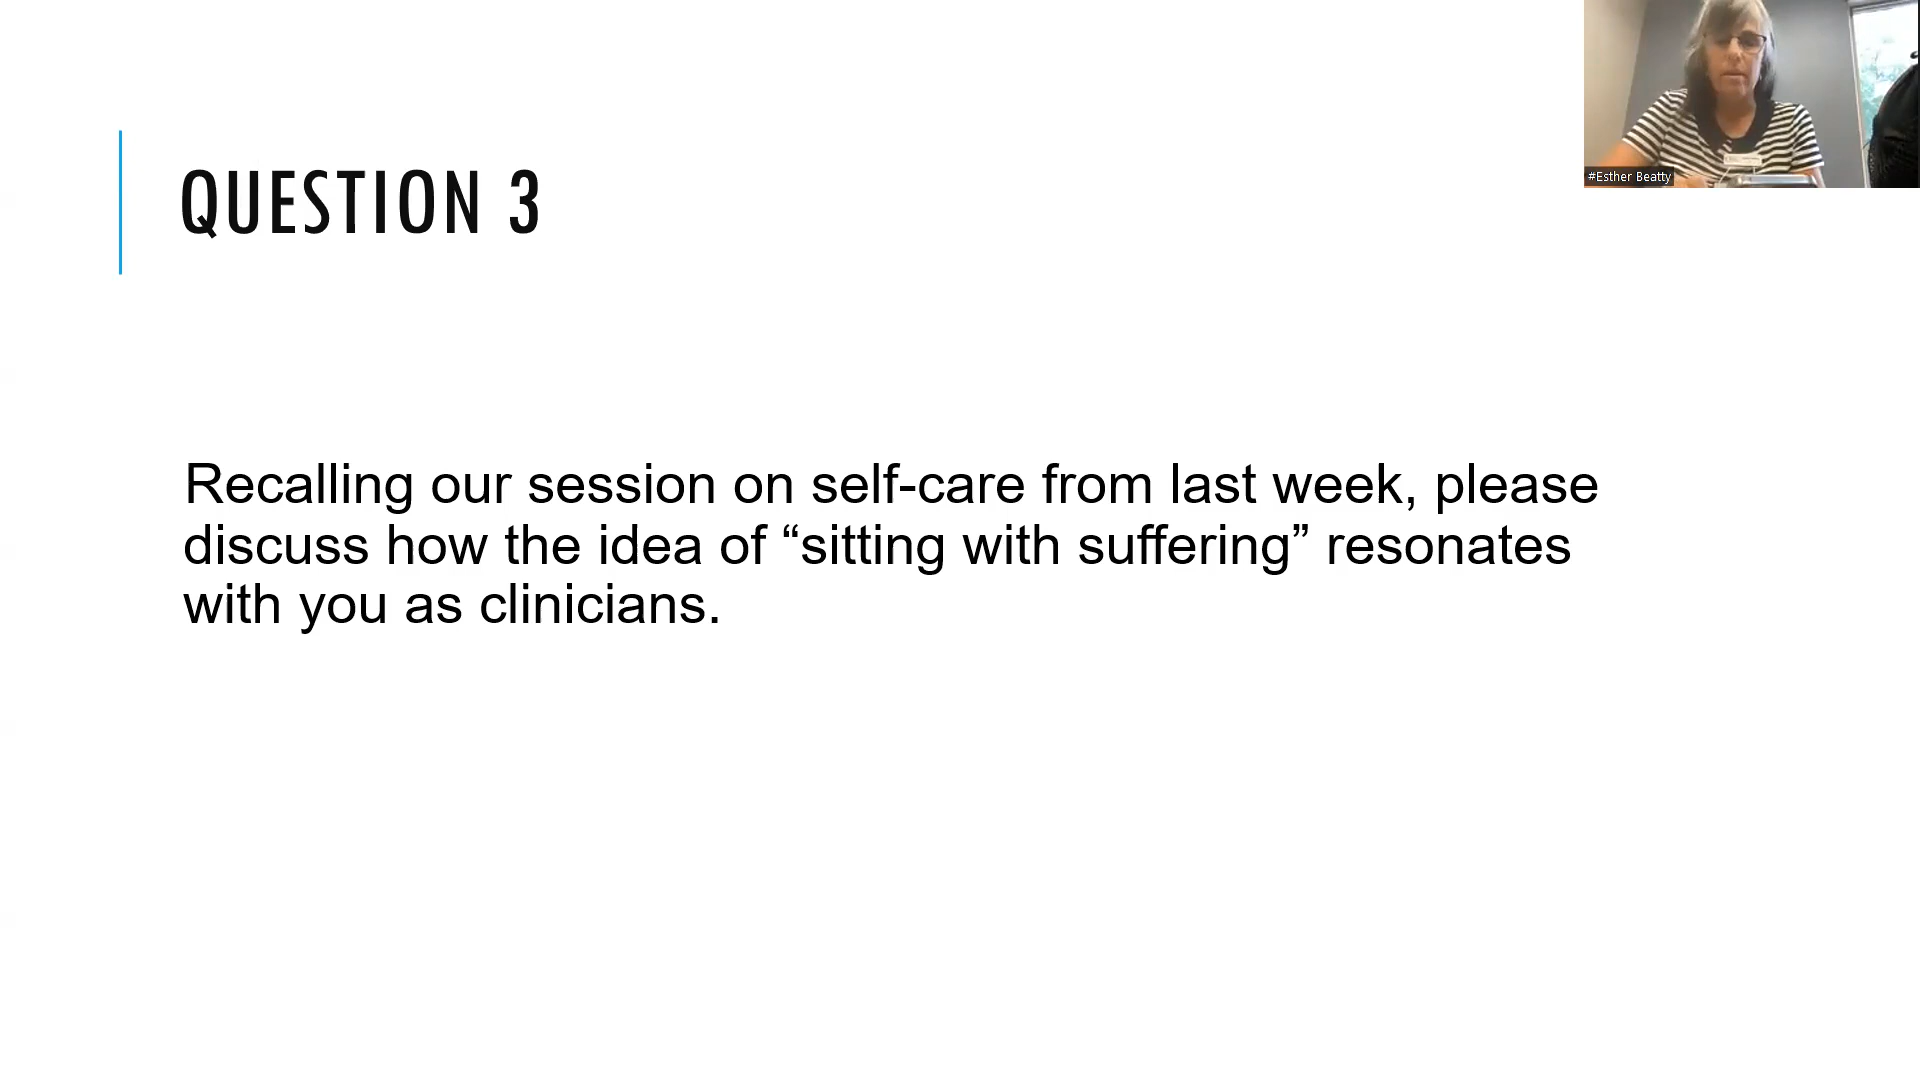 QUESTION 3
Recalling our session on self-care from last week, please
discuss how the idea of “sitting with suffering” resonates
with you as clinicians.
#Esther Beatty